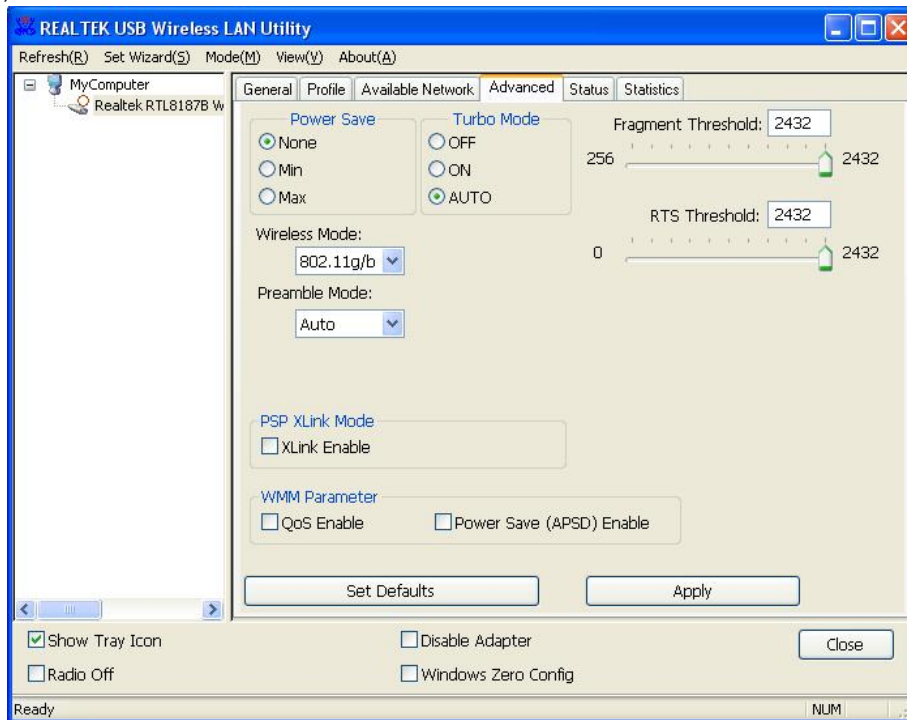 REALTEK USB Wireless LAN Utility
Refresh(R) Set Wizard(S) Mode(M) View(V) About(A)
MyComputer
Realtek RTL8187B W
General Profile Available Network Advanced Status Statistics
Power Save
None
Min
Max
Turbo Mode
OFF
ON
AUTO
Fragment Threshold: 2432
256 2432
RTS Threshold: 2432
0 2432
Wireless Mode:
802.11g/b
Preamble Mode:
Auto
PSP XLink Mode
XLink Enable
WMM Parameter
QoS Enable Power Save (APSD) Enable
Set Defaults Apply
Show Tray Icon Disable Adapter Close
Radio Off Windows Zero Config
Ready NUM